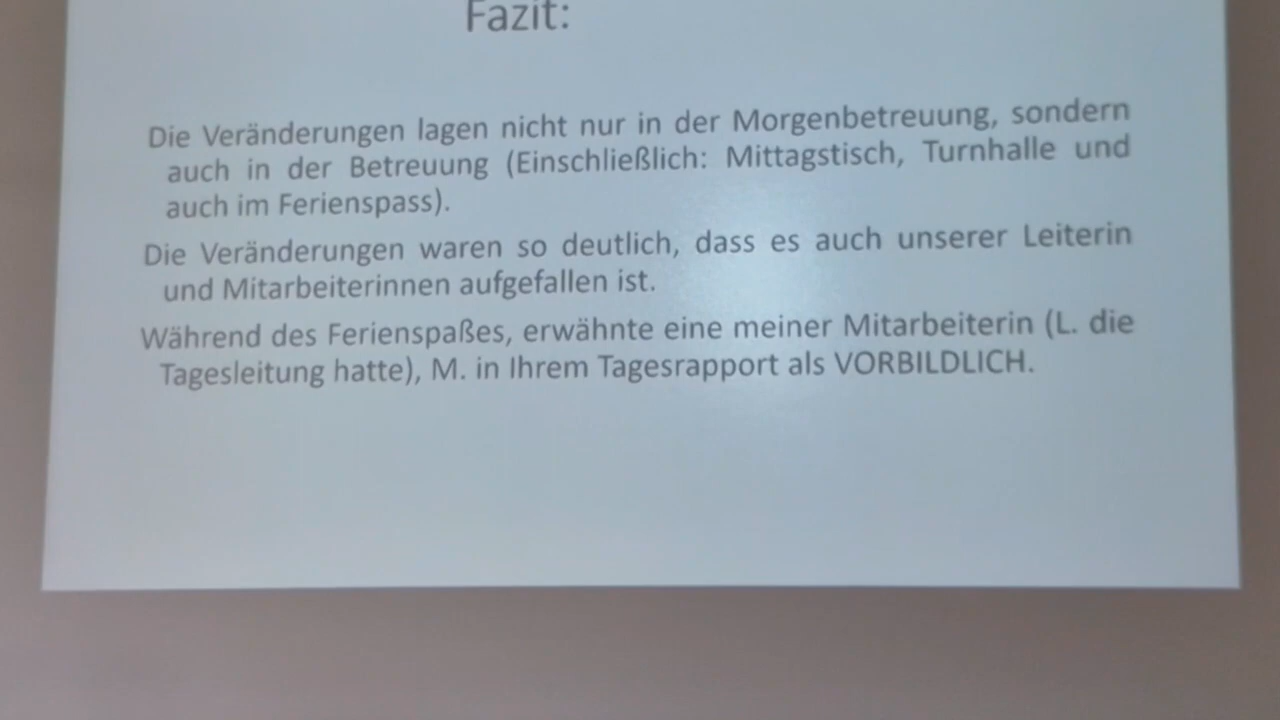 Fazit:
Die Veränderungen lagen nicht nur in der Morgenbetreuung, sondern
auch in der Betreuung (Einschließlich: Mittagstisch, Turnhalle und
auch im Ferienspass).
Die Veränderungen waren so deutlich, dass es auch unserer Leiterin
und Mitarbeiterinnen aufgefallen ist.
Während des Ferienspaßes, erwähnte eine meiner Mitarbeiterin (L. die
Tagesleitung hatte), M. in Ihrem Tagesrapport als VORBILDLICH.